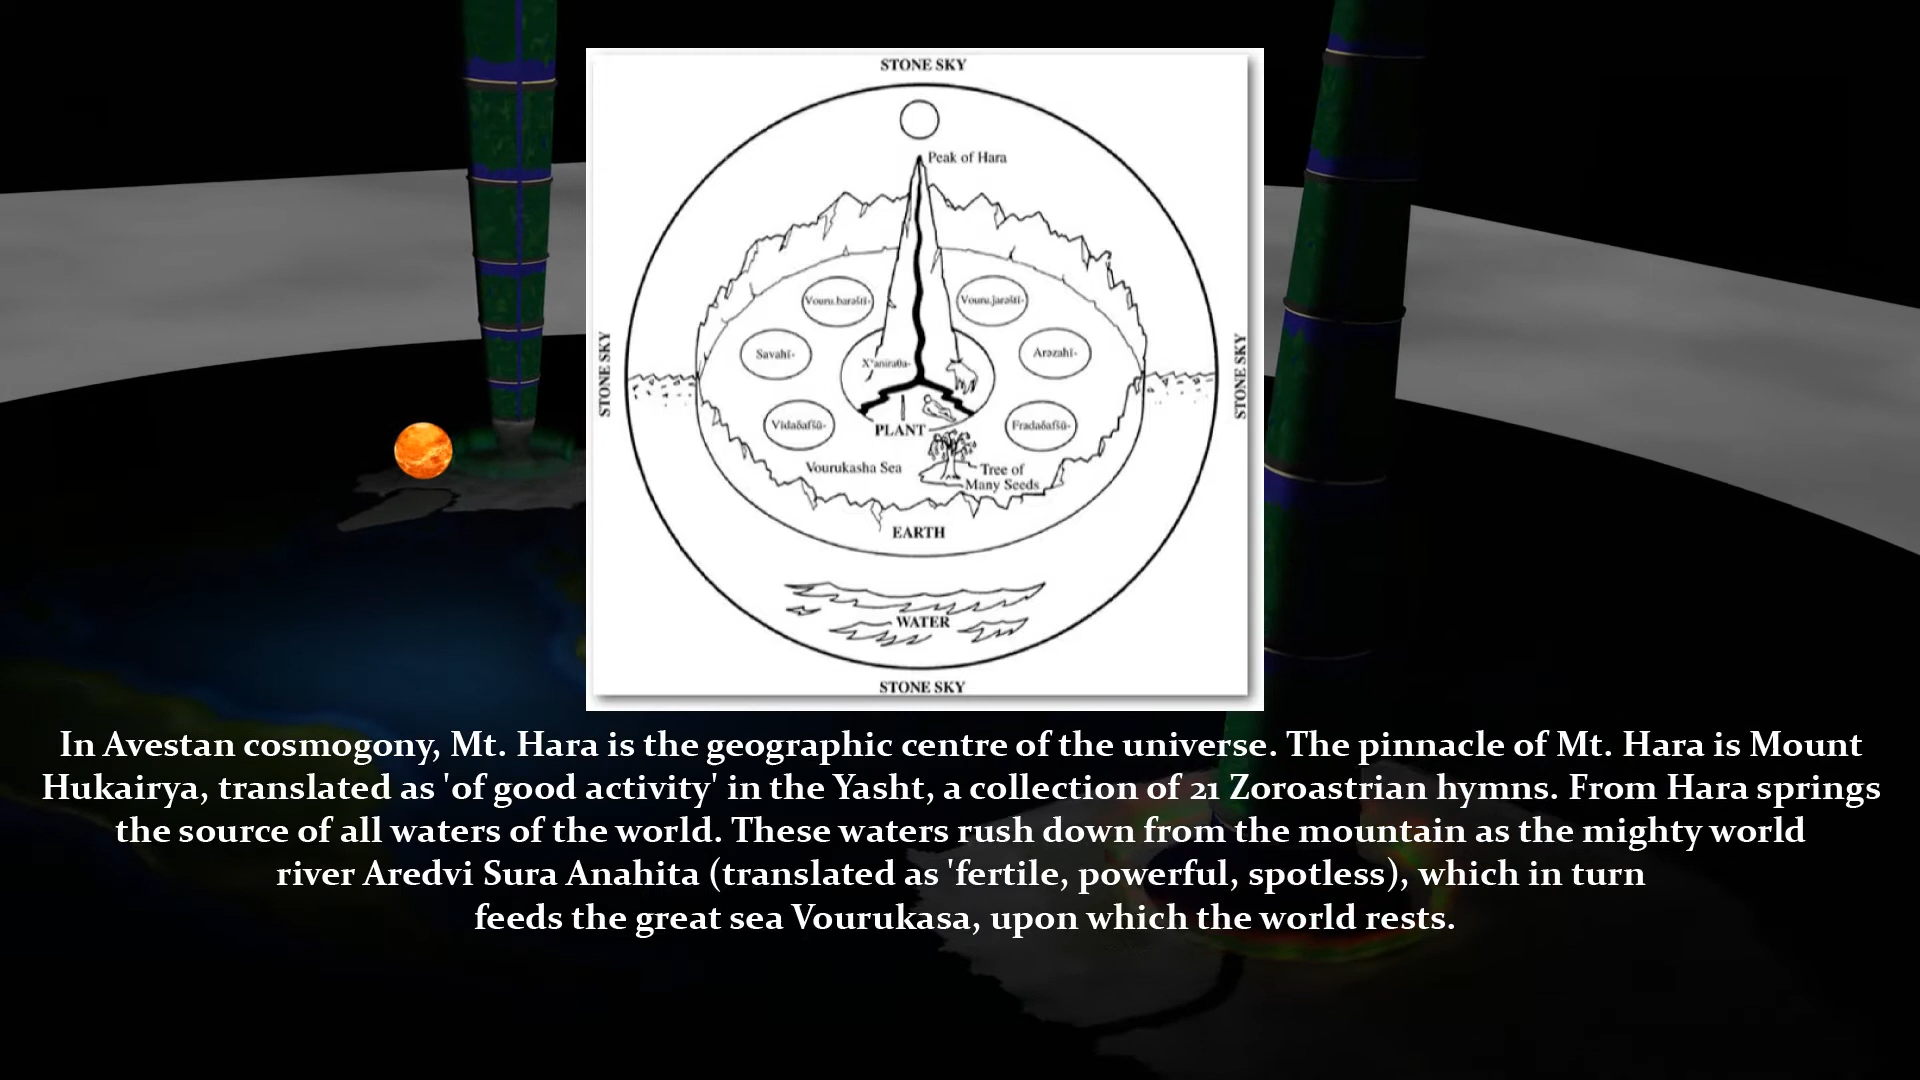 STONE SKY
Peak of Hara
Vouru.barəštī-
Vouru.jarəštī-
Savahī-
Arəzahī-
STONE SKY
STONE SKY
Xᵛaniraθa-
Vīdaδafšū-
PLANT
Fradaδafšū-
Vourukasha Sea
Tree of
Many Seeds
EARTH
WATER
STONE SKY
In Avestan cosmogony, Mt. Hara is the geographic centre of the universe. The pinnacle of Mt. Hara is Mount
Hukairya, translated as 'of good activity' in the Yasht, a collection of 21 Zoroastrian hymns. From Hara springs
the source of all waters of the world. These waters rush down from the mountain as the mighty world
river Aredvi Sura Anahita (translated as 'fertile, powerful, spotless), which in turn
feeds the great sea Vourukasa, upon which the world rests.